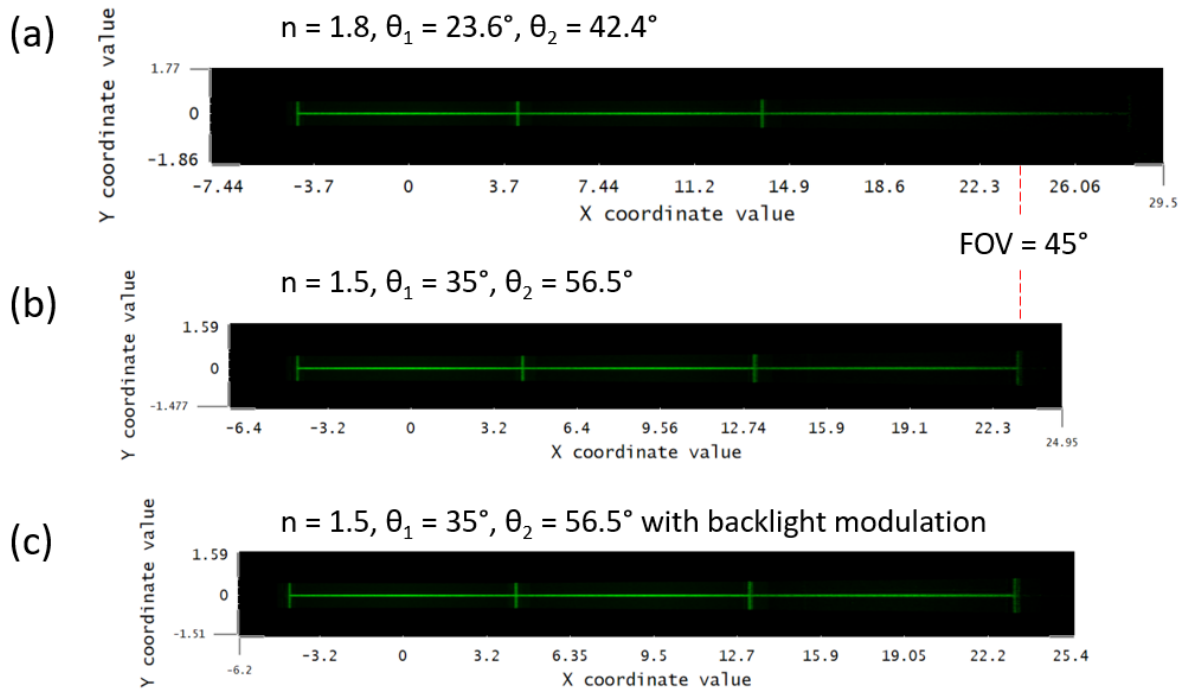 (a)
n = 1.8, θ₁ = 23.6°, θ₂ = 42.4°
Y coordinate value
1.77
0
-1.86
-7.44 -3.7 0 3.7 7.44 11.2 14.9 18.6 22.3 26.06 29.5
X coordinate value
FOV = 45°
(b)
n = 1.5, θ₁ = 35°, θ₂ = 56.5°
Y coordinate value
1.59
0
-1.477
-6.4 -3.2 0 3.2 6.4 9.56 12.74 15.9 19.1 22.3 24.95
X coordinate value
(c)
n = 1.5, θ₁ = 35°, θ₂ = 56.5° with backlight modulation
Y coordinate value
1.59
0
-1.51
-6.2 -3.2 0 3.2 6.35 9.5 12.7 15.9 19.05 22.2 25.4
X coordinate value